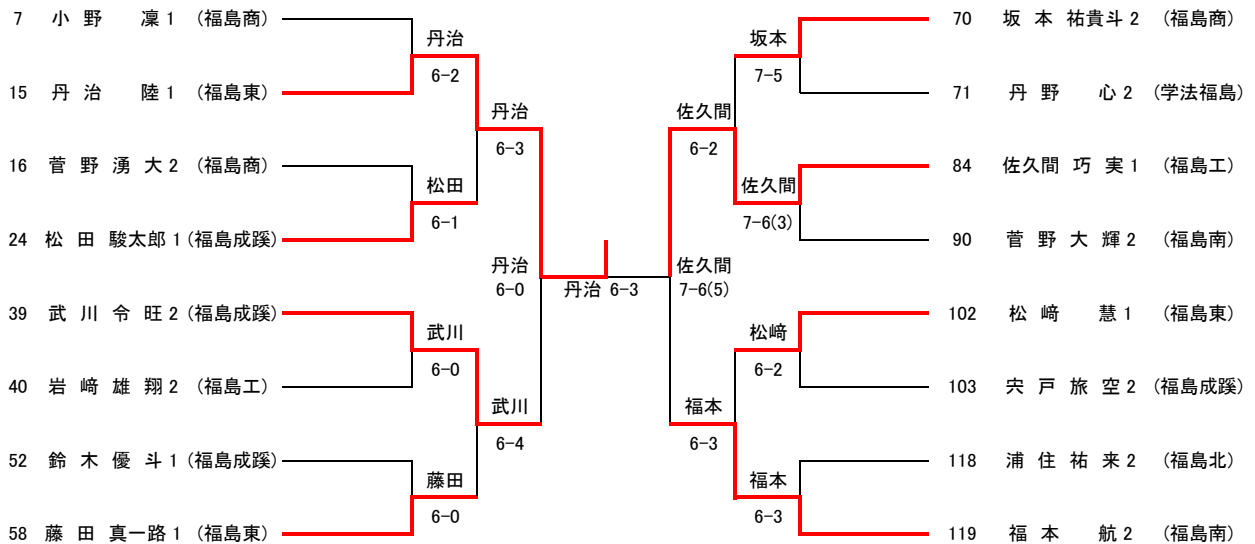 7 小 野 凜 1 (福島商)
15 丹 治 陸 1 (福島東)
16 菅 野 湧 大 2 (福島商)
24 松 田 駿太郎 1 (福島成蹊)
39 武 川 令 旺 2 (福島成蹊)
40 岩 﨑 雄 翔 2 (福島工)
52 鈴 木 優 斗 1 (福島成蹊)
58 藤 田 真一路 1 (福島東)
丹治
6-2
松田
6-1
武川
6-0
藤田
6-0
丹治
6-3
武川
6-4
丹治
6-0
丹治 6-3
佐久間
7-6(5)
佐久間
6-2
福本
6-3
坂本
7-5
佐久間
7-6(3)
松﨑
6-2
福本
6-3
70 坂 本 祐貴斗 2 (福島商)
71 丹 野 心 2 (学法福島)
84 佐久間 巧 実 1 (福島工)
90 菅 野 大 輝 2 (福島南)
102 松 﨑 慧 1 (福島東)
103 宍 戸 旅 空 2 (福島成蹊)
118 浦 住 祐 来 2 (福島北)
119 福 本 航 2 (福島南)